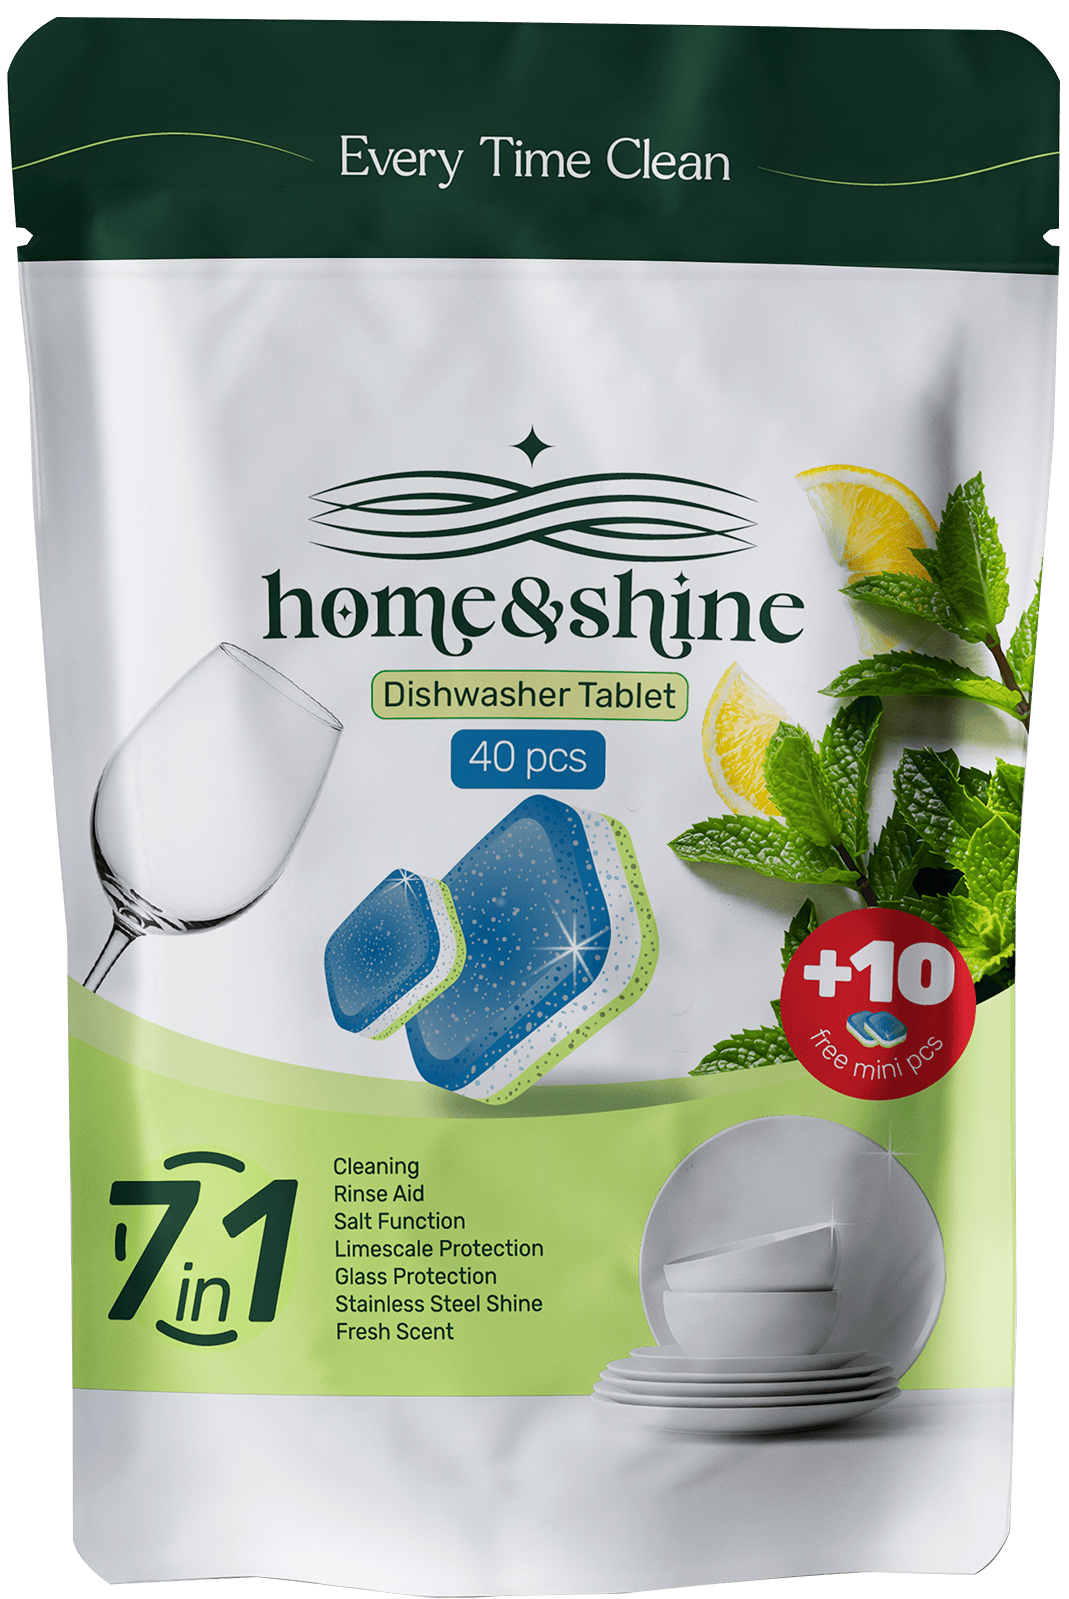 Every Time Clean
home&shine
Dishwasher Tablet
40 pcs
+10
free mini pcs
7in1
Cleaning
Rinse Aid
Salt Function
Limescale Protection
Glass Protection
Stainless Steel Shine
Fresh Scent